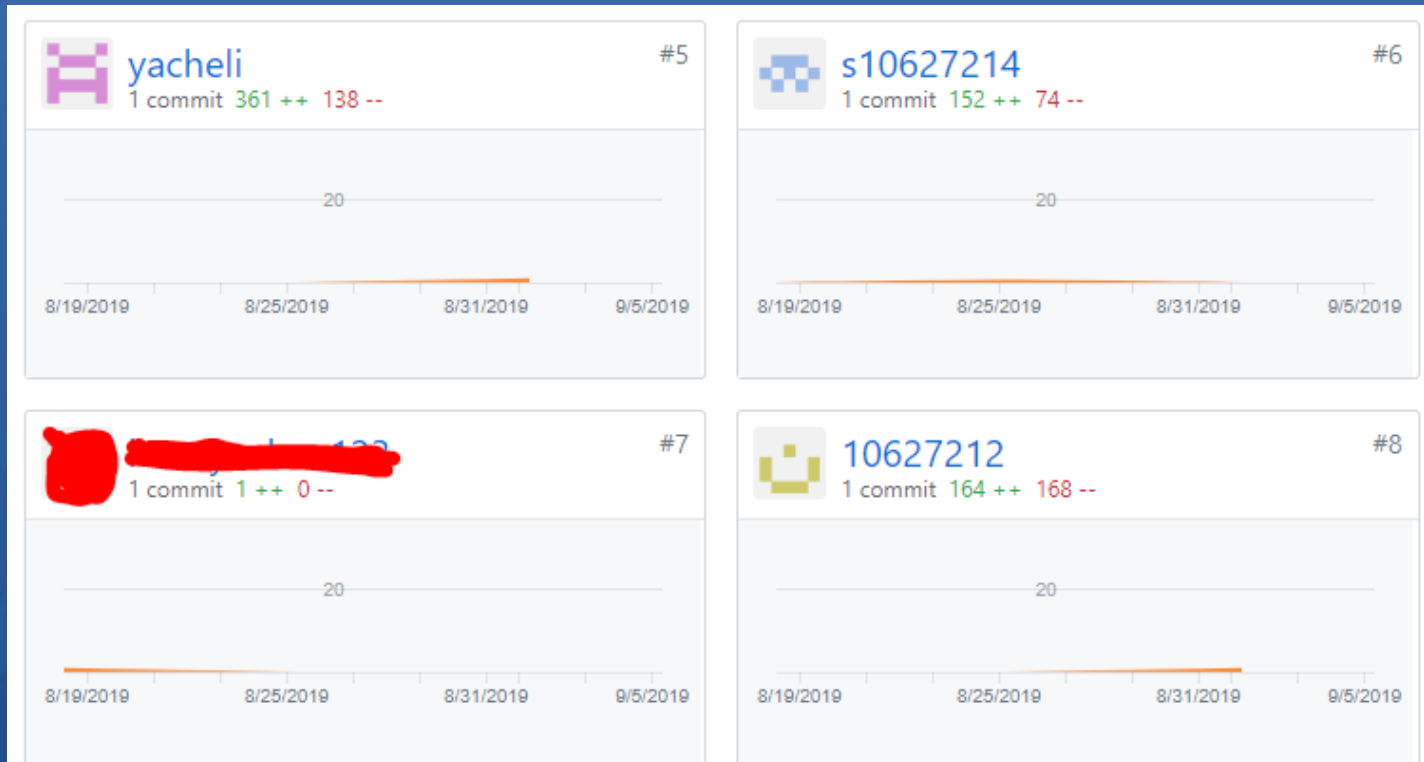 yacheli
#5
1 commit 361 ++ 138 --
20
8/19/2019 8/25/2019 8/31/2019 9/5/2019
s10627214
#6
1 commit 152 ++ 74 --
20
8/19/2019 8/25/2019 8/31/2019 9/5/2019
#7
1 commit 1 ++ 0 --
20
8/19/2019 8/25/2019 8/31/2019 9/5/2019
10627212
#8
1 commit 164 ++ 168 --
20
8/19/2019 8/25/2019 8/31/2019 9/5/2019